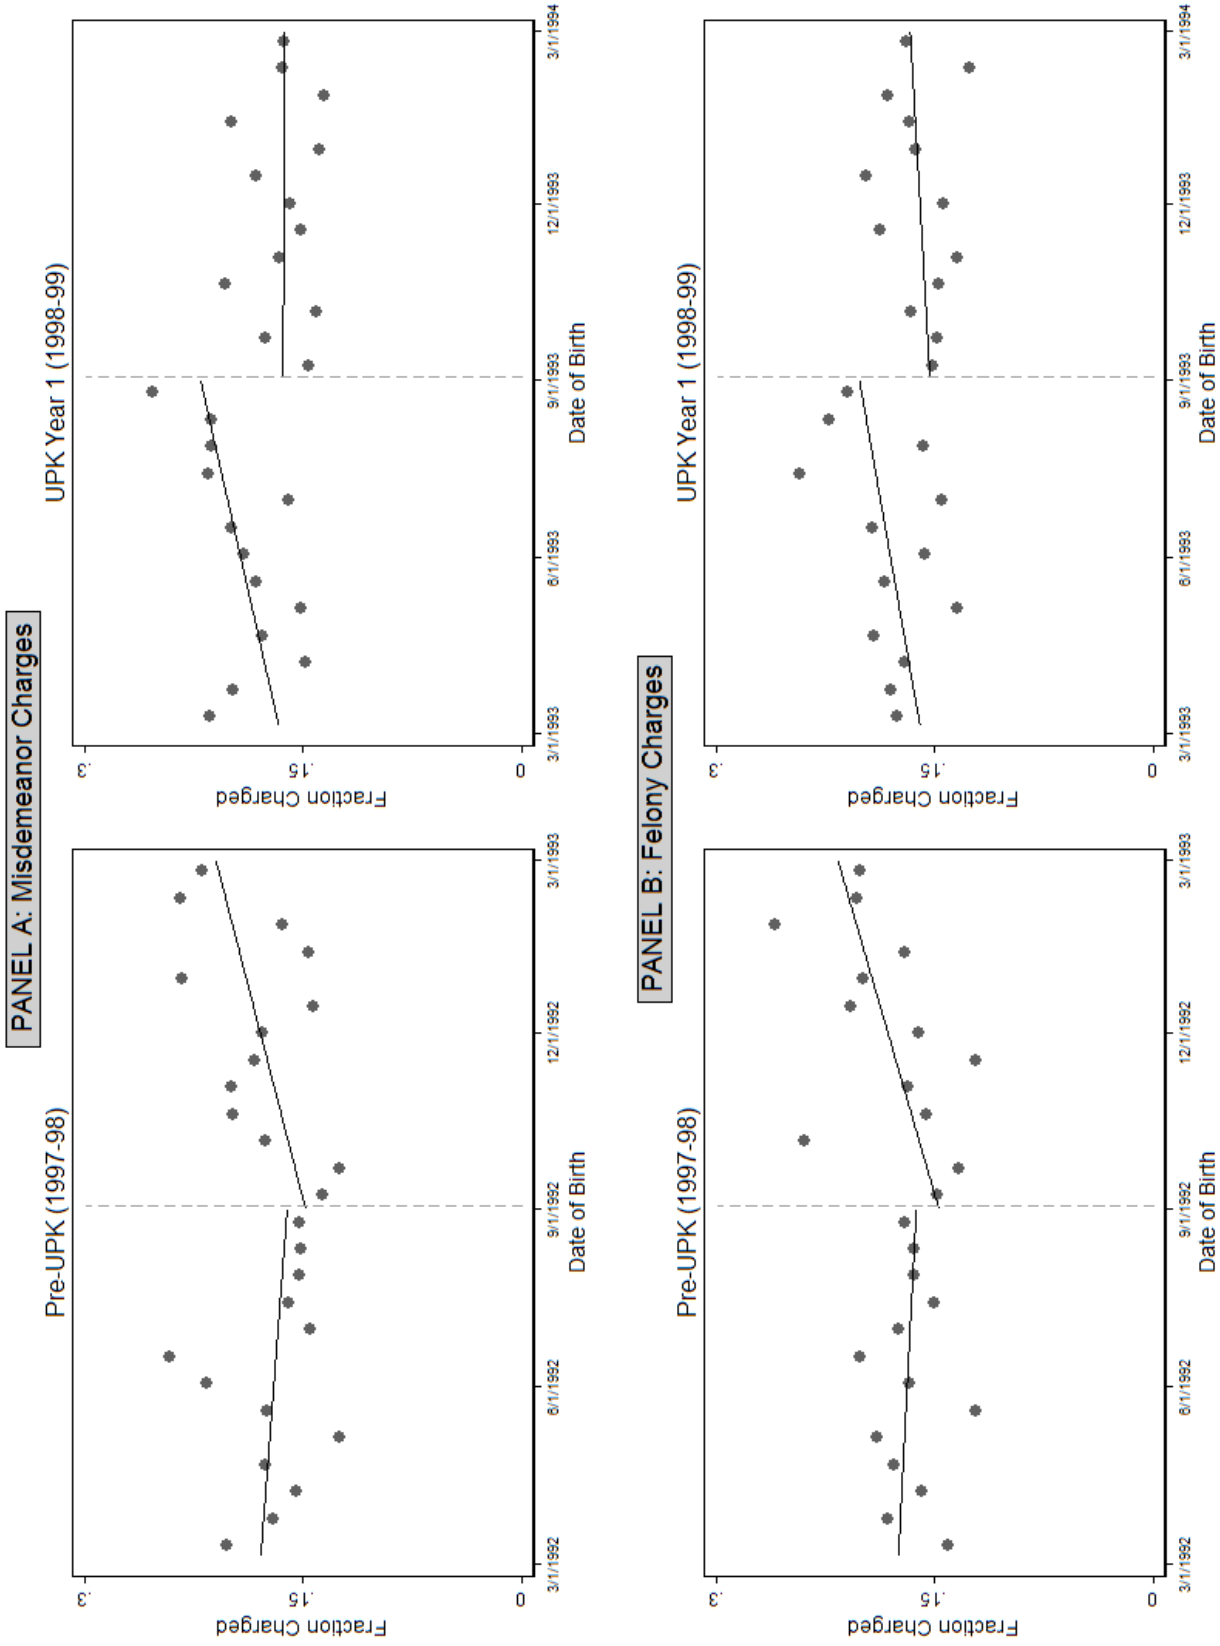 PANEL A: Misdemeanor Charges
Pre-UPK (1997-98)
Fraction Charged
.3
.15
0
3/1/1992
6/1/1992
9/1/1992
12/1/1992
3/1/1993
Date of Birth
UPK Year 1 (1998-99)
Fraction Charged
.3
.15
0
3/1/1993
6/1/1993
9/1/1993
12/1/1993
3/1/1994
Date of Birth
PANEL B: Felony Charges
Pre-UPK (1997-98)
Fraction Charged
.3
.15
0
3/1/1992
6/1/1992
9/1/1992
12/1/1992
3/1/1993
Date of Birth
UPK Year 1 (1998-99)
Fraction Charged
.3
.15
0
3/1/1993
6/1/1993
9/1/1993
12/1/1993
3/1/1994
Date of Birth